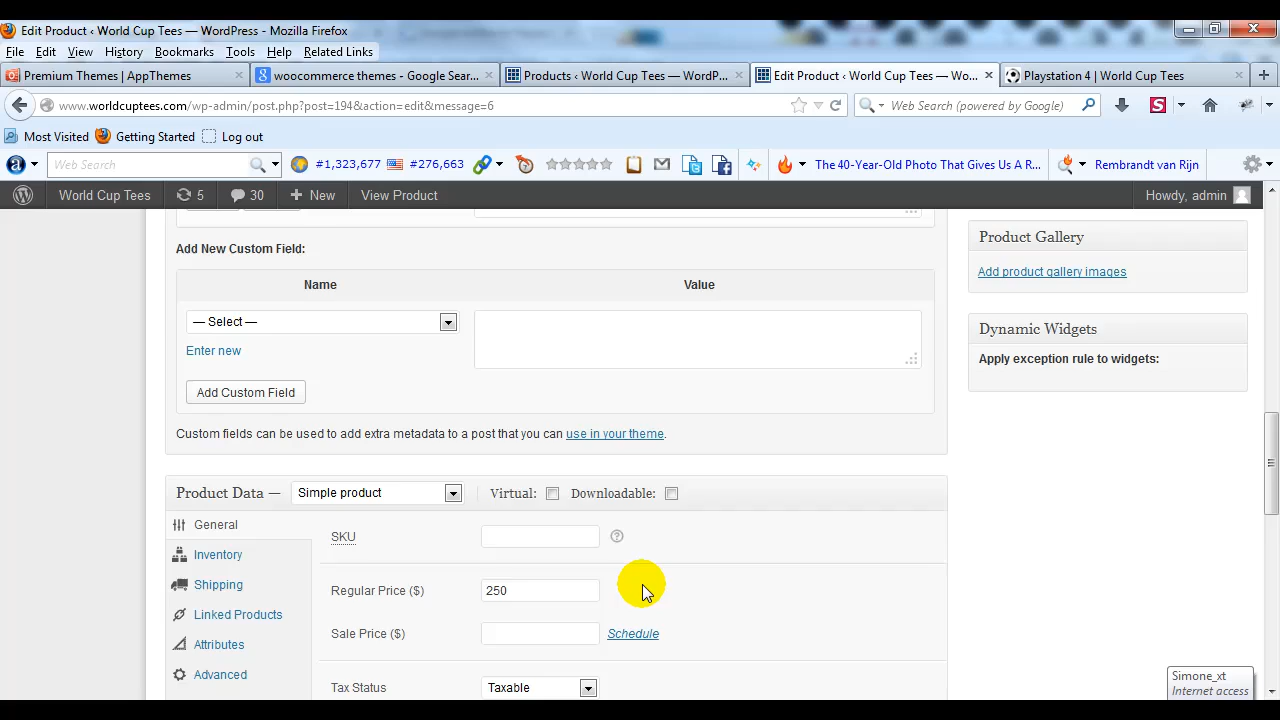 Edit Product ‹ World Cup Tees — WordPress - Mozilla Firefox
File Edit View History Bookmarks Tools Help Related Links
Premium Themes | AppThemes
woocommerce themes - Google Sear...
Products ‹ World Cup Tees — WordP...
Edit Product ‹ World Cup Tees — Wo...
Playstation 4 | World Cup Tees
www.worldcuptees.com/wp-admin/post.php?post=194&action=edit&message=6
Web Search (powered by Google)
Most Visited Getting Started Log out
Web Search #1,323,677 #276,663 The 40-Year-Old Photo That Gives Us A R... Rembrandt van Rijn
World Cup Tees 5 30 New View Product Howdy, admin
Product Gallery
Add product gallery images
Dynamic Widgets
Apply exception rule to widgets:
Add New Custom Field:
Name Value
— Select —
Enter new
Add Custom Field
Custom fields can be used to add extra metadata to a post that you can use in your theme.
Product Data — Simple product Virtual: Downloadable:
General
Inventory
Shipping
Linked Products
Attributes
Advanced
SKU
Regular Price ($) 250
Sale Price ($) Schedule
Tax Status Taxable
Simone_xt
Internet access